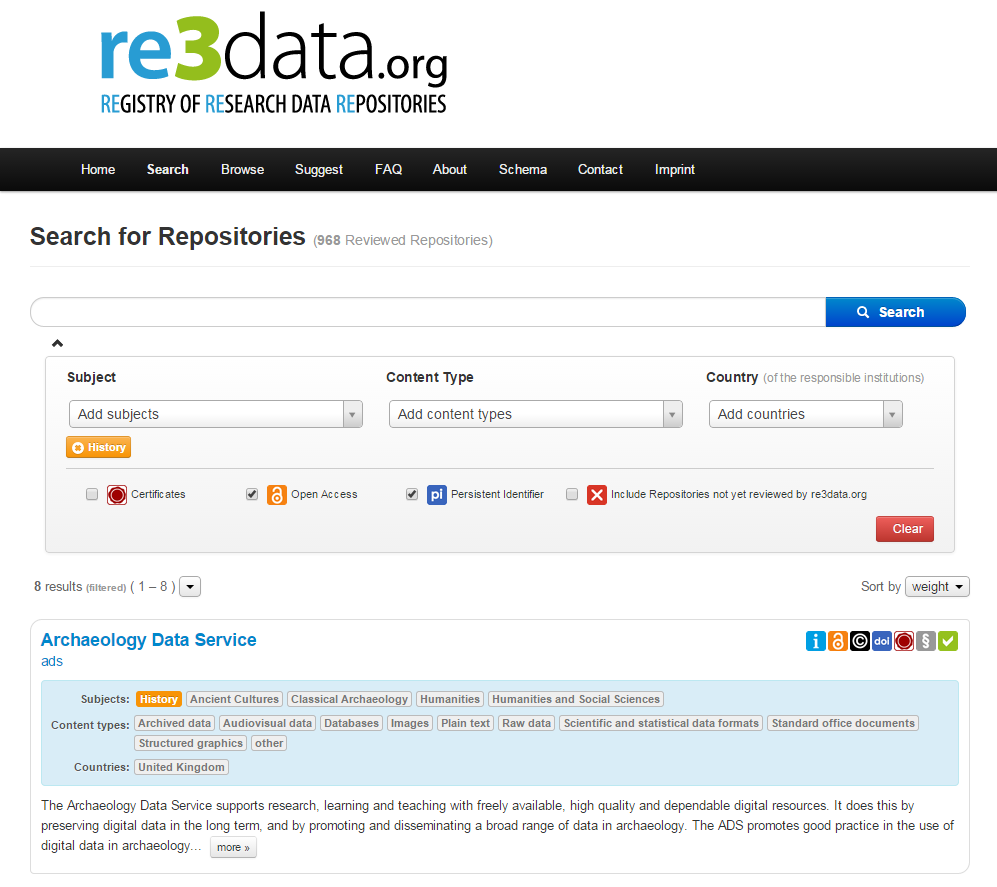 re3data.org
REGISTRY OF RESEARCH DATA REPOSITORIES
Home Search Browse Suggest FAQ About Schema Contact Imprint
Search for Repositories (968 Reviewed Repositories)
Search
Subject Content Type Country (of the responsible institutions)
Add subjects Add content types Add countries
History
Certificates Open Access pi Persistent Identifier Include Repositories not yet reviewed by re3data.org
Clear
8 results (filtered) ( 1 – 8 ) Sort by weight
Archaeology Data Service i © doi §
ads
Subjects: History Ancient Cultures Classical Archaeology Humanities Humanities and Social Sciences
Content types: Archived data Audiovisual data Databases Images Plain text Raw data Scientific and statistical data formats Standard office documents
Structured graphics other
Countries: United Kingdom
The Archaeology Data Service supports research, learning and teaching with freely available, high quality and dependable digital resources. It does this by
preserving digital data in the long term, and by promoting and disseminating a broad range of data in archaeology. The ADS promotes good practice in the use of
digital data in archaeology... more »